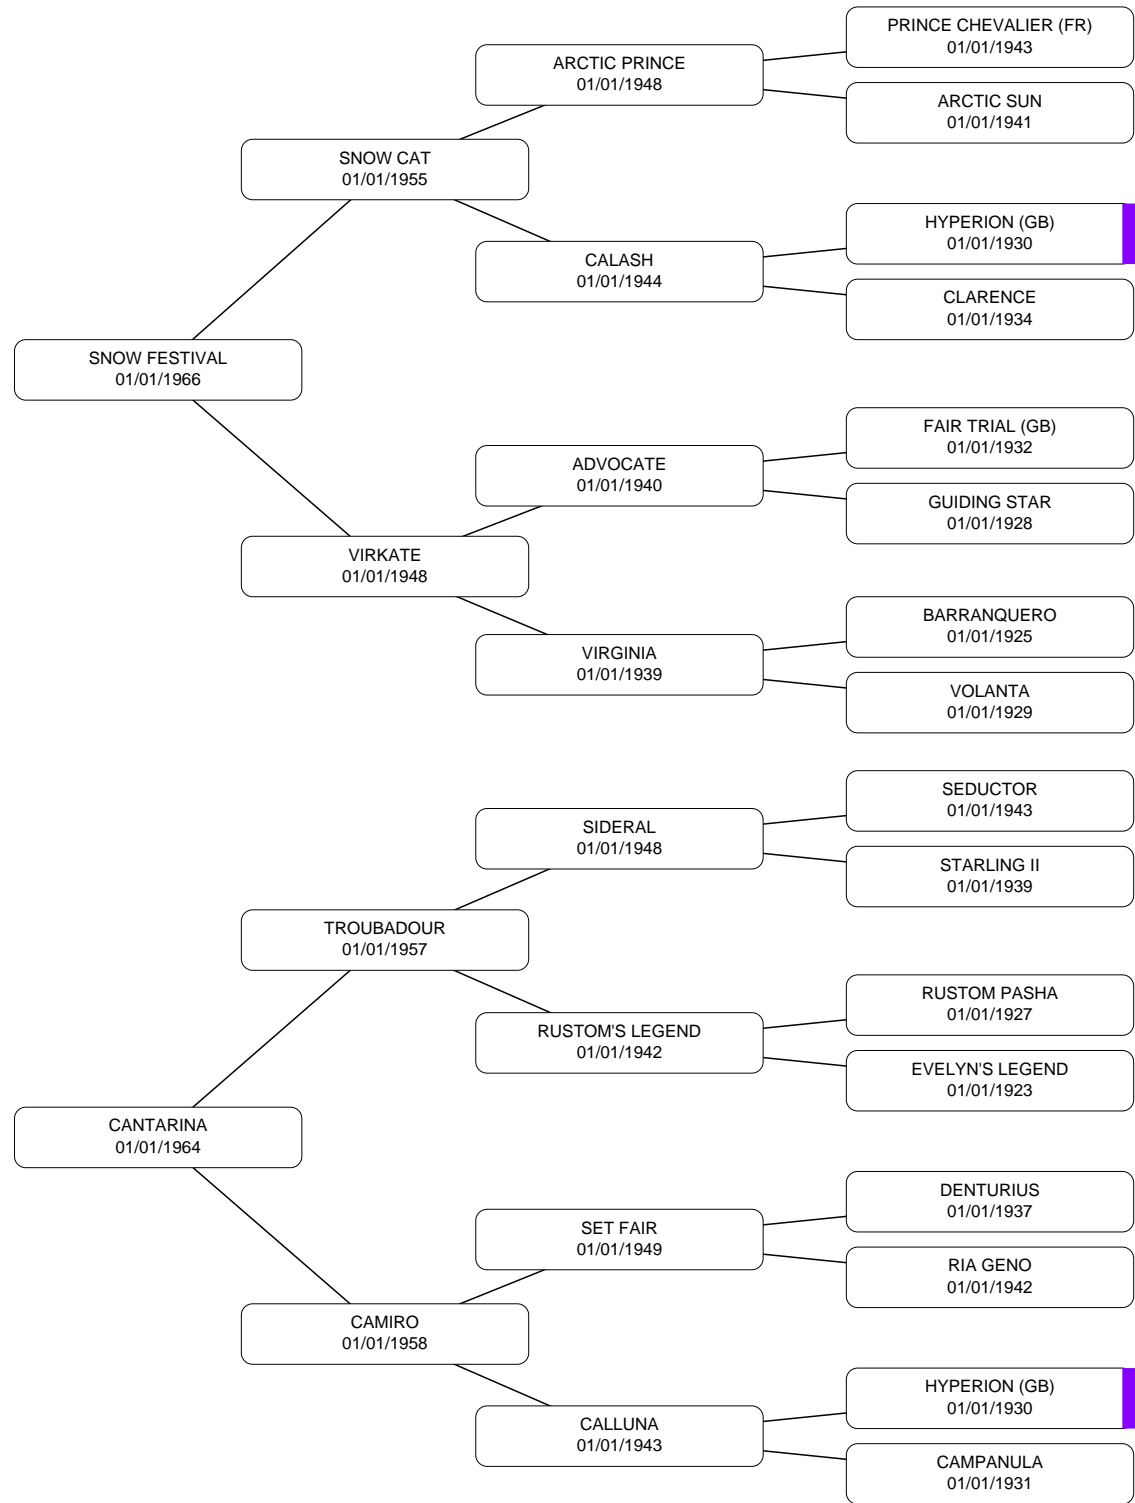 PRINCE CHEVALIER (FR)
01/01/1943
ARCTIC PRINCE
01/01/1948
ARCTIC SUN
01/01/1941
SNOW CAT
01/01/1955
HYPERION (GB)
01/01/1930
CALASH
01/01/1944
CLARENCE
01/01/1934
SNOW FESTIVAL
01/01/1966
FAIR TRIAL (GB)
01/01/1932
ADVOCATE
01/01/1940
GUIDING STAR
01/01/1928
VIRKATE
01/01/1948
BARRANQUERO
01/01/1925
VIRGINIA
01/01/1939
VOLANTA
01/01/1929
SEDUCTOR
01/01/1943
SIDERAL
01/01/1948
STARLING II
01/01/1939
TROUBADOUR
01/01/1957
RUSTOM PASHA
01/01/1927
RUSTOM'S LEGEND
01/01/1942
EVELYN'S LEGEND
01/01/1923
CANTARINA
01/01/1964
DENTURIUS
01/01/1937
SET FAIR
01/01/1949
RIA GENO
01/01/1942
CAMIRO
01/01/1958
HYPERION (GB)
01/01/1930
CALLUNA
01/01/1943
CAMPANULA
01/01/1931